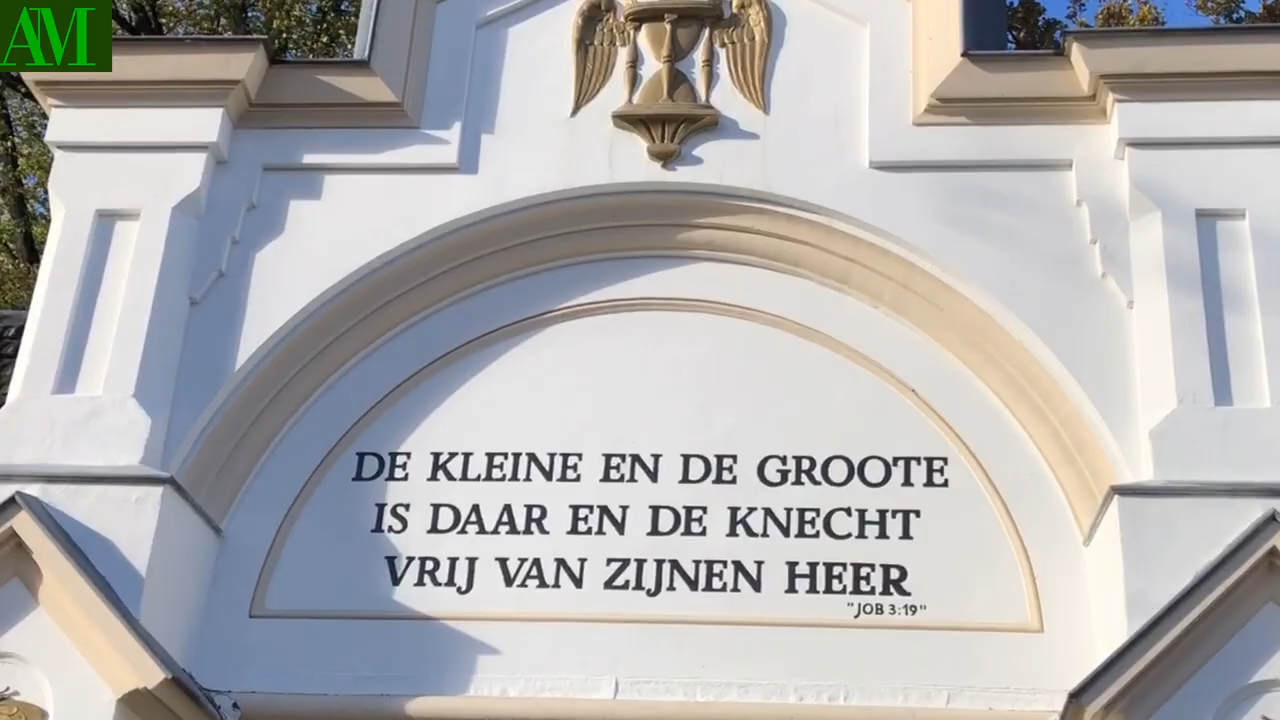 AM
DE KLEINE EN DE GROOTE
IS DAAR EN DE KNECHT
VRIJ VAN ZIJNEN HEER
"JOB 3:19"